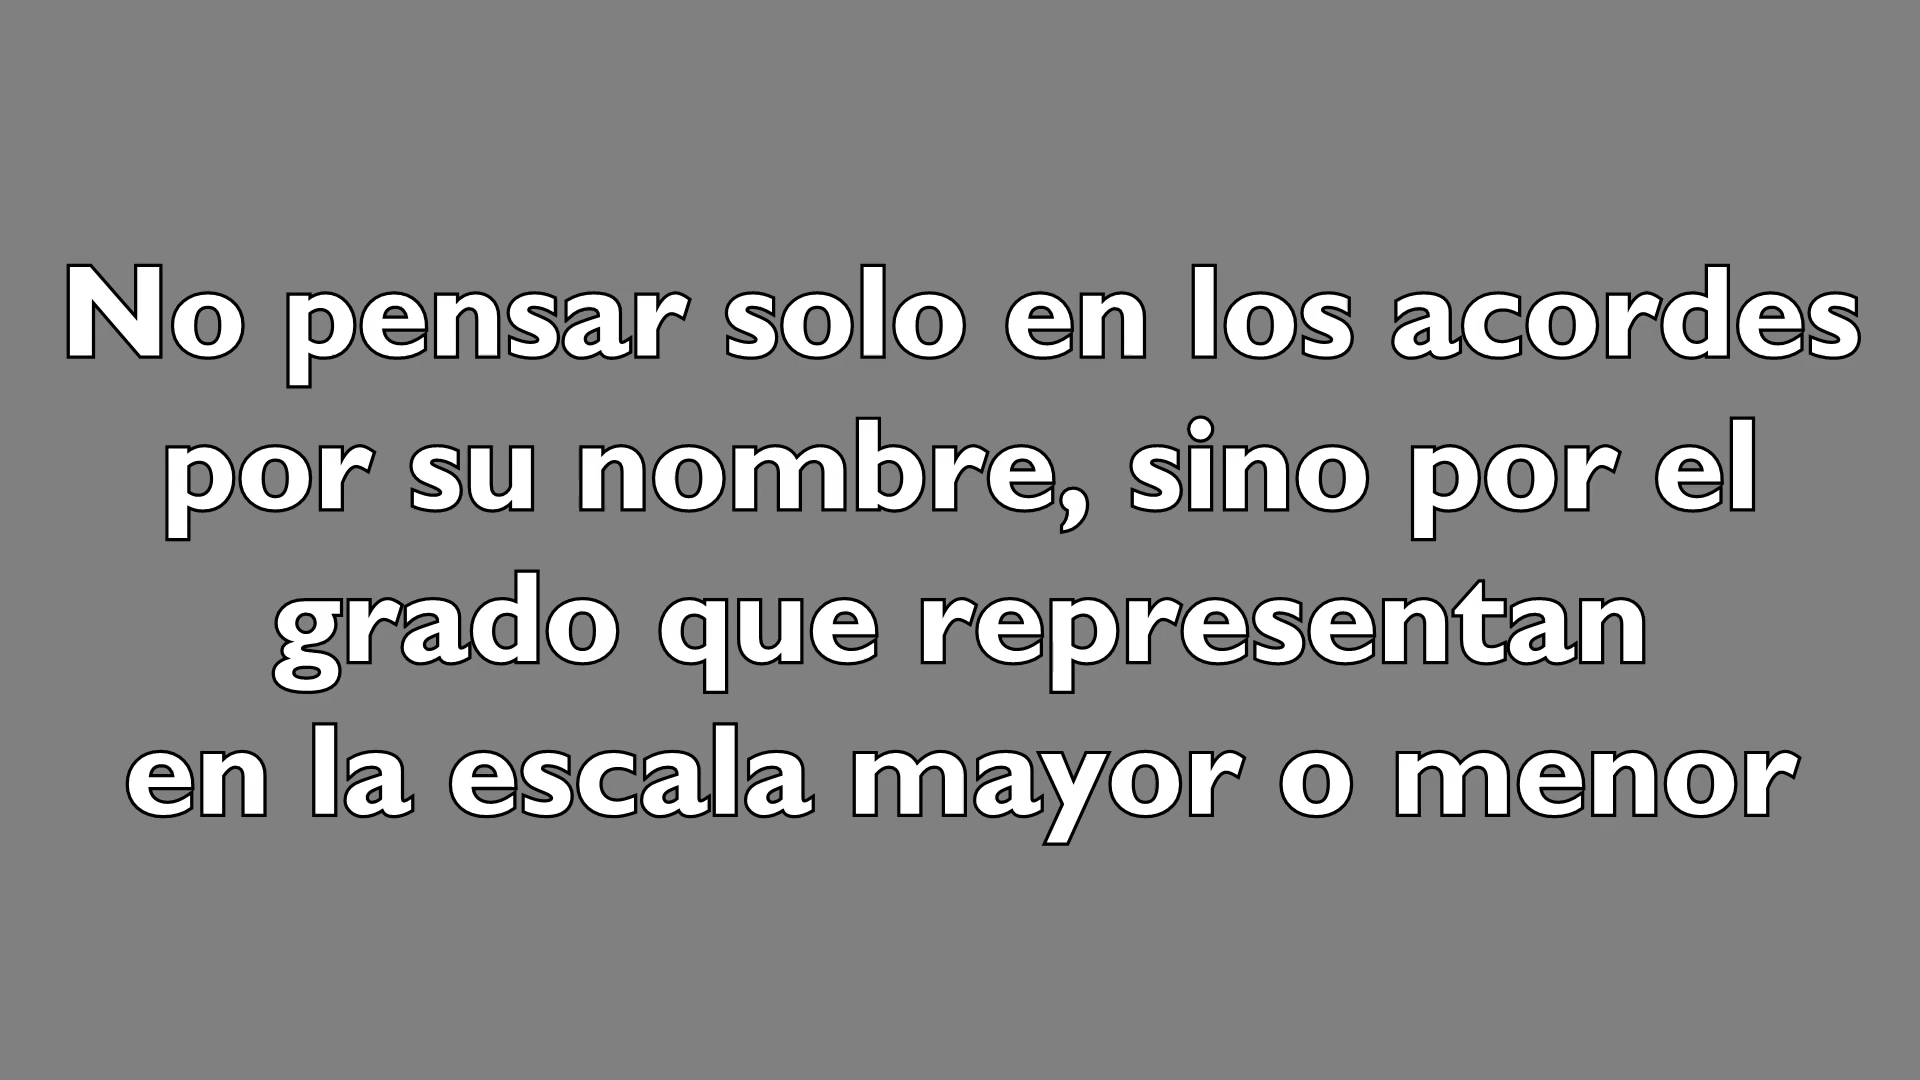 No pensar solo en los acordes
por su nombre, sino por el
grado que representan
en la escala mayor o menor